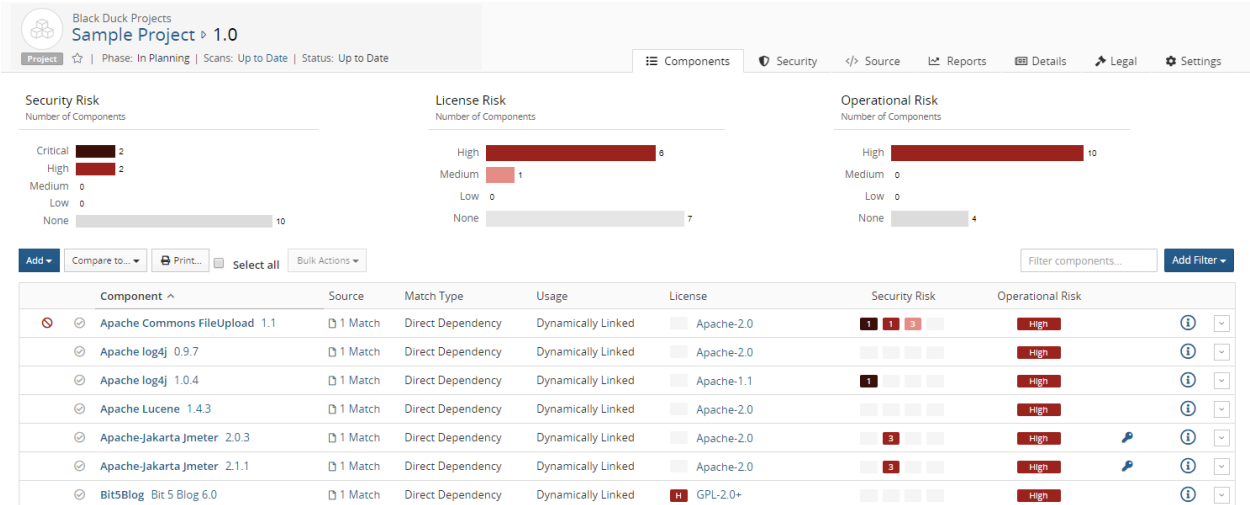 Black Duck Projects
Sample Project 1.0
Project | Phase: In Planning | Scans: Up to Date | Status: Up to Date
Components Security Source Reports Details Legal Settings
Security Risk
Number of Components
Critical 2
High 2
Medium 0
Low 0
None 10
License Risk
Number of Components
High 6
Medium 1
Low 0
None 7
Operational Risk
Number of Components
High 10
Medium 0
Low 0
None 4
Add Compare to... Print... Select all Bulk Actions Filter components... Add Filter
Component Source Match Type Usage License Security Risk Operational Risk
Apache Commons FileUpload 1.1 1 Match Direct Dependency Dynamically Linked Apache-2.0 1 1 3 High
Apache log4j 0.9.7 1 Match Direct Dependency Dynamically Linked Apache-2.0 High
Apache log4j 1.0.4 1 Match Direct Dependency Dynamically Linked Apache-1.1 1 High
Apache Lucene 1.4.3 1 Match Direct Dependency Dynamically Linked Apache-2.0 High
Apache-Jakarta Jmeter 2.0.3 1 Match Direct Dependency Dynamically Linked Apache-2.0 3 High
Apache-Jakarta Jmeter 2.1.1 1 Match Direct Dependency Dynamically Linked Apache-2.0 3 High
Bit5Blog Bit 5 Blog 6.0 1 Match Direct Dependency Dynamically Linked H GPL-2.0+ High